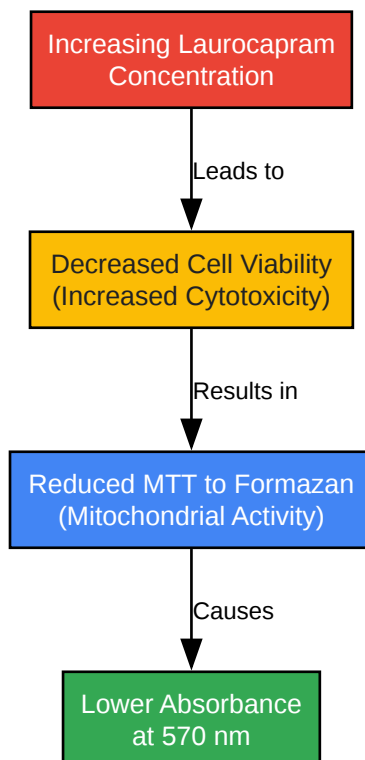 Increasing Laurocapram
Concentration
Leads to
Decreased Cell Viability
(Increased Cytotoxicity)
Results in
Reduced MTT to Formazan
(Mitochondrial Activity)
Causes
Lower Absorbance
at 570 nm